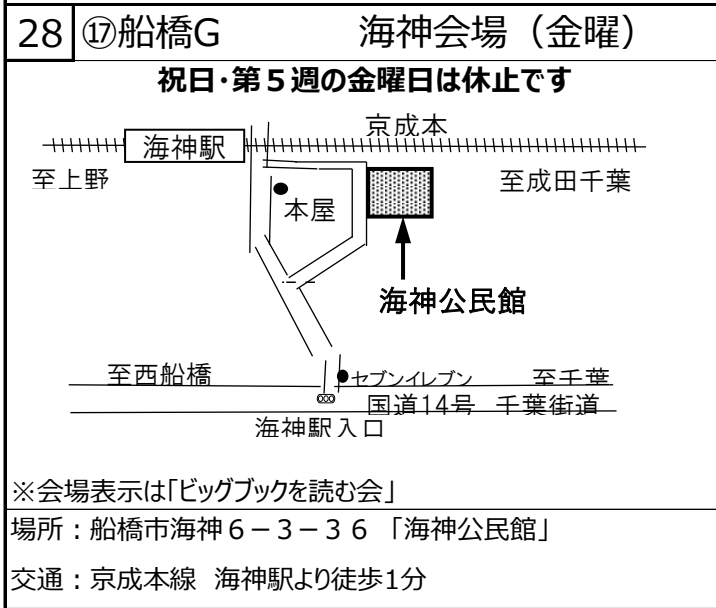 28 ⑰船橋G 海神会場（金曜）
祝日・第５週の金曜日は休止です
京成本
海神駅
至上野
至成田千葉
本屋
海神公民館
至西船橋
セブンイレブン
至千葉
国道14号 千葉街道
海神駅入口
※会場表示は「ビッグブックを読む会」
場所：船橋市海神６－３－３６ 「海神公民館」
交通：京成本線 海神駅より徒歩1分